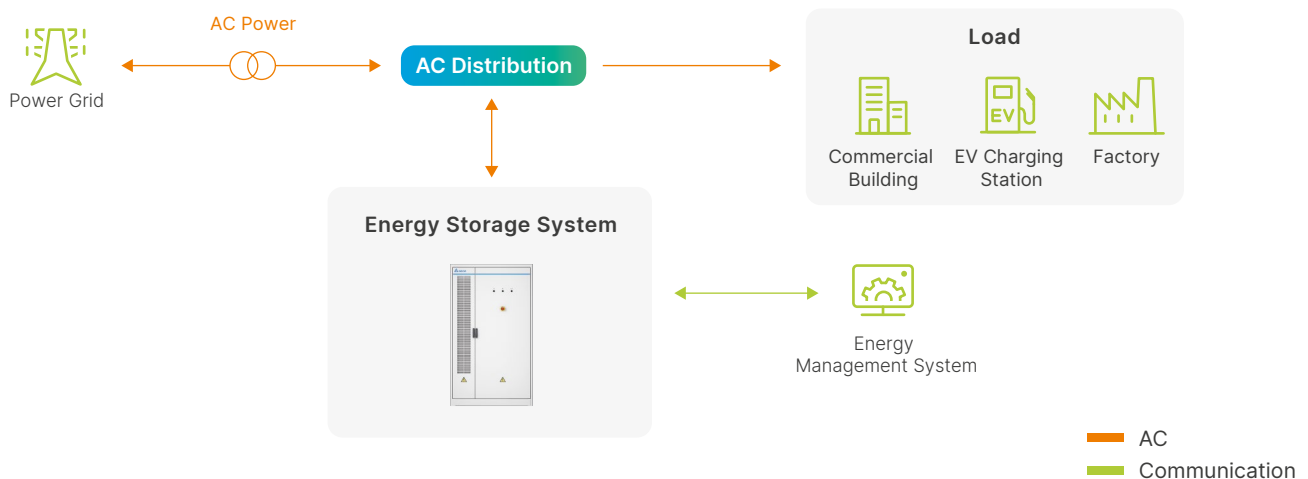 AC Power
Power Grid
AC Distribution
Load
EV
Commercial
Building
EV Charging
Station
Factory
Energy Storage System
Energy
Management System
AC
Communication